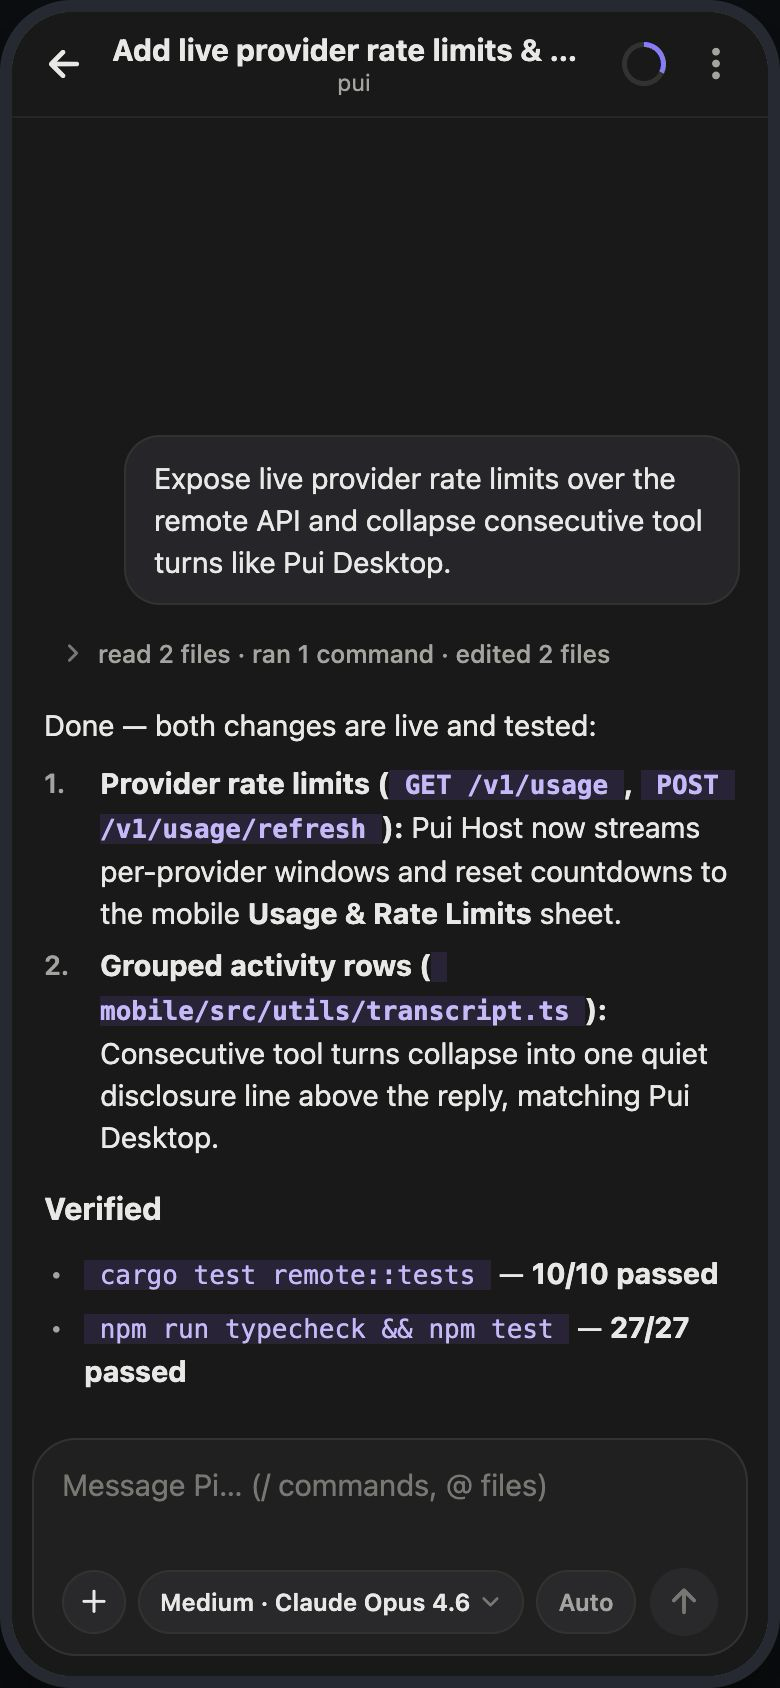 Add live provider rate limits & ...
pui
Expose live provider rate limits over the
remote API and collapse consecutive tool
turns like Pui Desktop.
read 2 files · ran 1 command · edited 2 files
Done — both changes are live and tested:
1. Provider rate limits ( GET /v1/usage , POST
/v1/usage/refresh ): Pui Host now streams
per-provider windows and reset countdowns to
the mobile Usage & Rate Limits sheet.
2. Grouped activity rows (
mobile/src/utils/transcript.ts ):
Consecutive tool turns collapse into one quiet
disclosure line above the reply, matching Pui
Desktop.
Verified
• cargo test remote::tests — 10/10 passed
• npm run typecheck && npm test — 27/27
passed
Message Pi... (/ commands, @ files)
Medium · Claude Opus 4.6
Auto